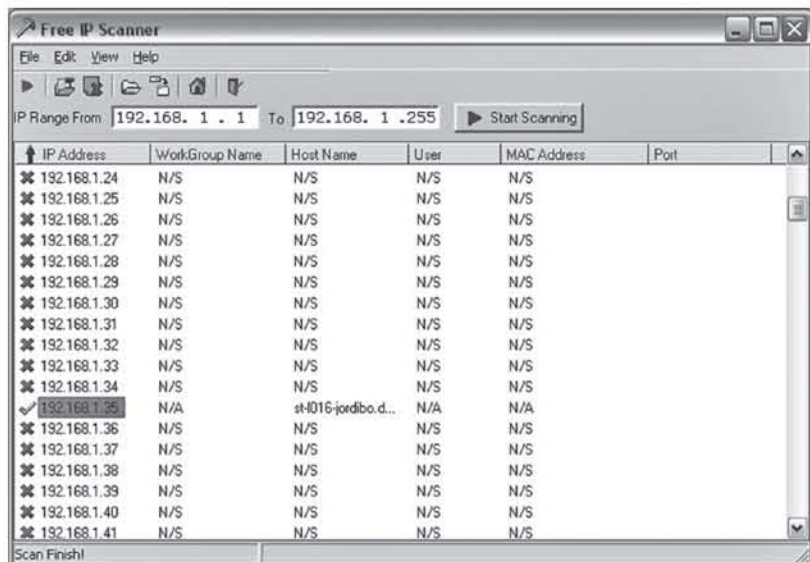 Free IP Scanner
File Edit View Help
IP Range From 192.168. 1 . 1 To 192.168. 1 .255 Start Scanning
IP Address WorkGroup Name Host Name User MAC Address Port
192.168.1.24 N/S N/S N/S N/S
192.168.1.25 N/S N/S N/S N/S
192.168.1.26 N/S N/S N/S N/S
192.168.1.27 N/S N/S N/S N/S
192.168.1.28 N/S N/S N/S N/S
192.168.1.29 N/S N/S N/S N/S
192.168.1.30 N/S N/S N/S N/S
192.168.1.31 N/S N/S N/S N/S
192.168.1.32 N/S N/S N/S N/S
192.168.1.33 N/S N/S N/S N/S
192.168.1.34 N/S N/S N/S N/S
192.168.1.35 N/A st-l016-jordibo.d... N/A N/A
192.168.1.36 N/S N/S N/S N/S
192.168.1.37 N/S N/S N/S N/S
192.168.1.38 N/S N/S N/S N/S
192.168.1.39 N/S N/S N/S N/S
192.168.1.40 N/S N/S N/S N/S
192.168.1.41 N/S N/S N/S N/S
Scan Finish!